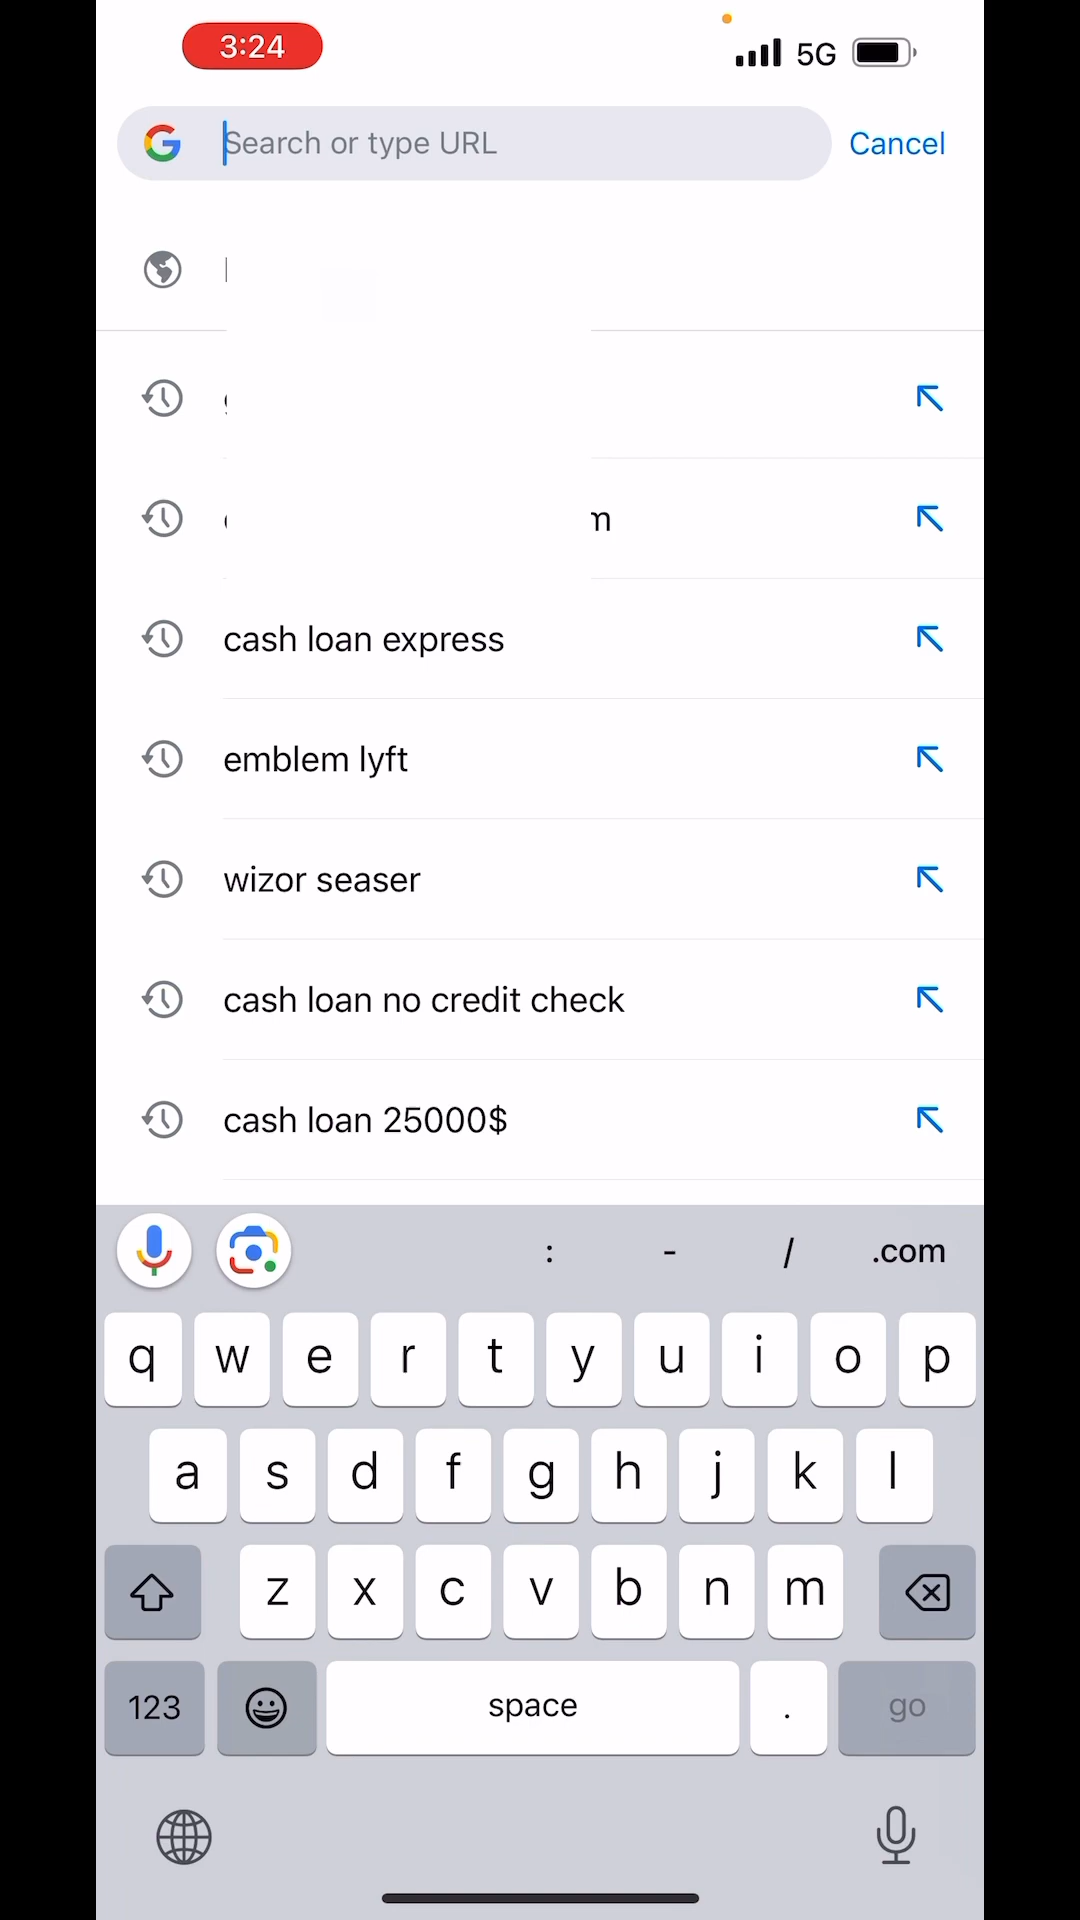 3:24
5G
Search or type URL
Cancel
m
cash loan express
emblem lyft
wizor seaser
cash loan no credit check
cash loan 25000$
: - / .com
q w e r t y u i o p
a s d f g h j k l
z x c v b n m
123 space . go